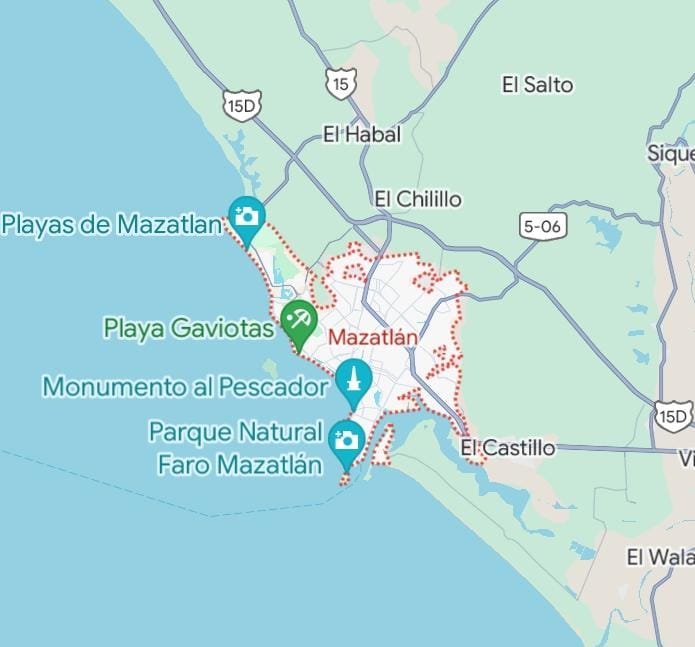 El Salto
15
15D
El Habal
Sique
El Chilillo
Playas de Mazatlan
5-06
Playa Gaviotas
Mazatlán
Monumento al Pescador
15D
Parque Natural
Faro Mazatlán
El Castillo
Vi
El Wala